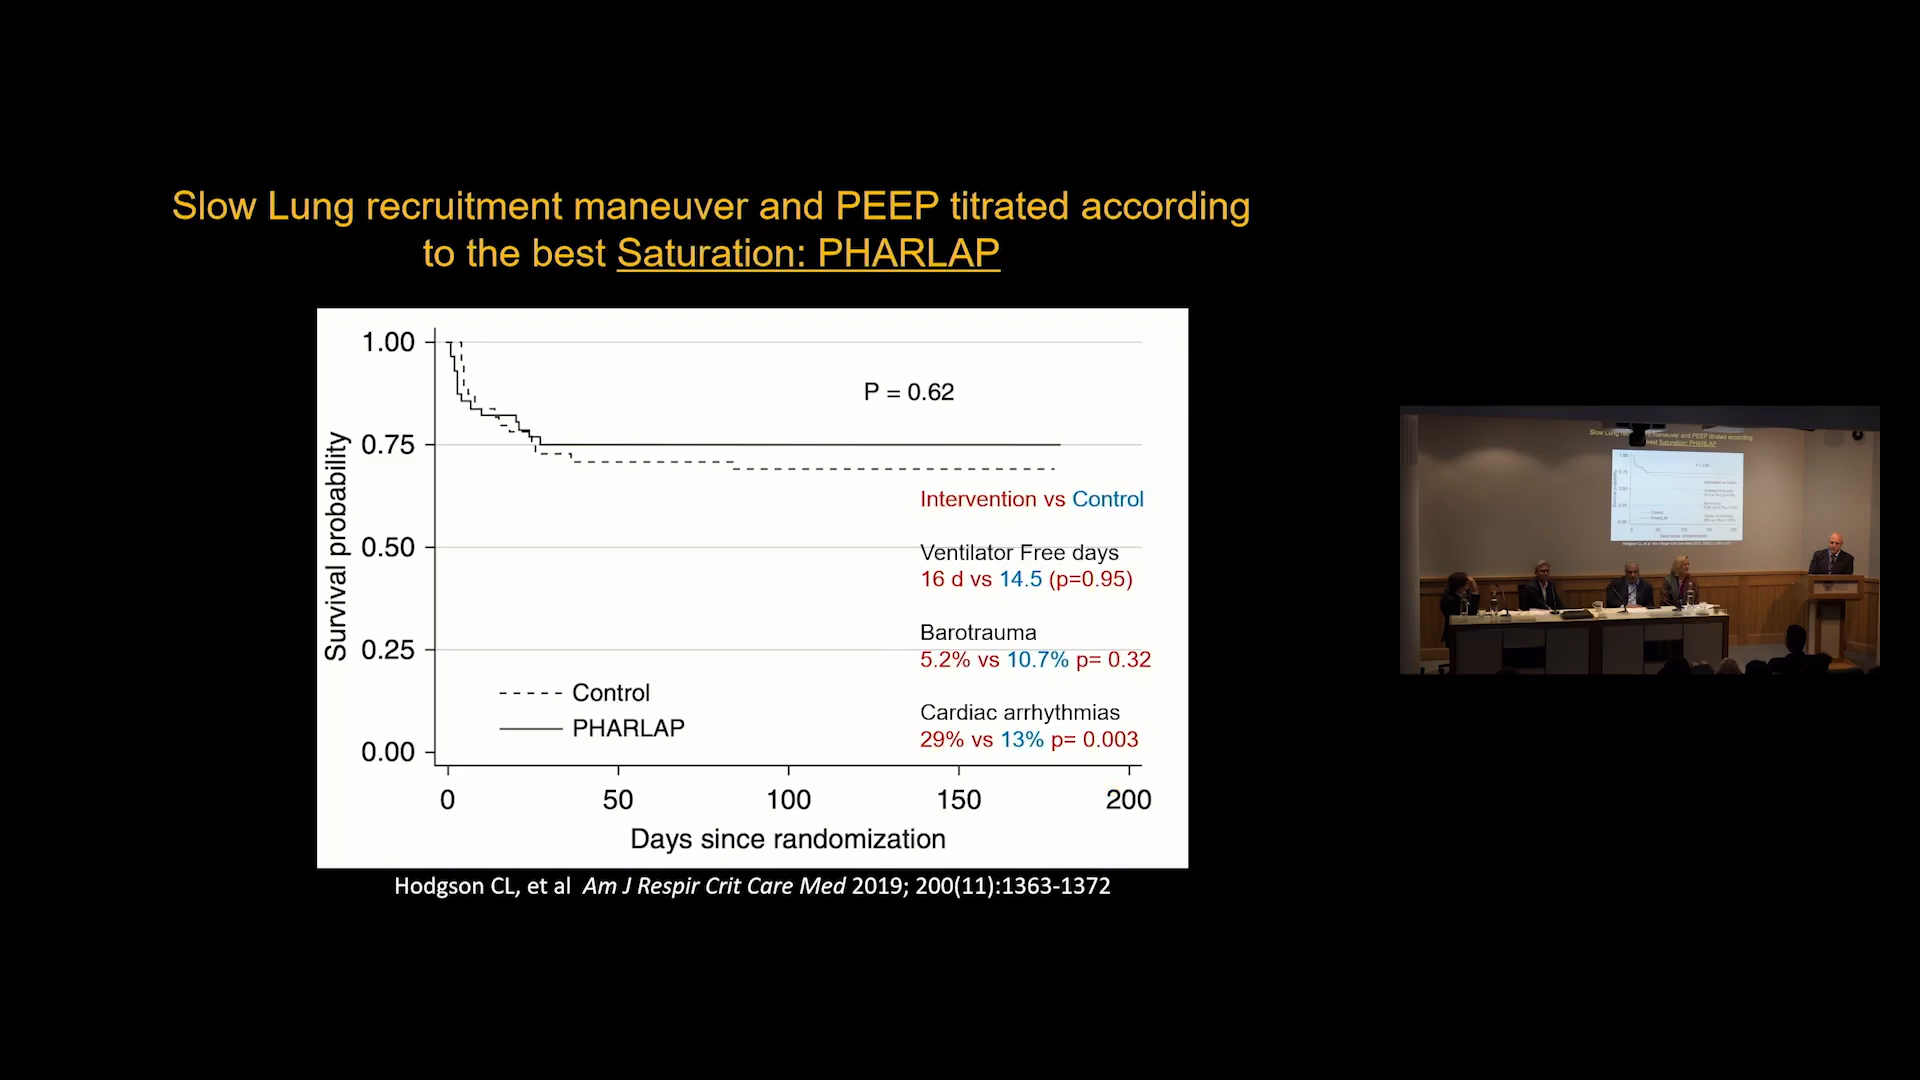 Slow Lung recruitment maneuver and PEEP titrated according
to the best Saturation: PHARLAP
1.00
0.75
0.50
0.25
0.00
Survival probability
P = 0.62
Intervention vs Control
Ventilator Free days
16 d vs 14.5 (p=0.95)
Barotrauma
5.2% vs 10.7% p= 0.32
Cardiac arrhythmias
29% vs 13% p= 0.003
Control
PHARLAP
0 50 100 150 200
Days since randomization
Hodgson CL, et al Am J Respir Crit Care Med 2019; 200(11):1363-1372